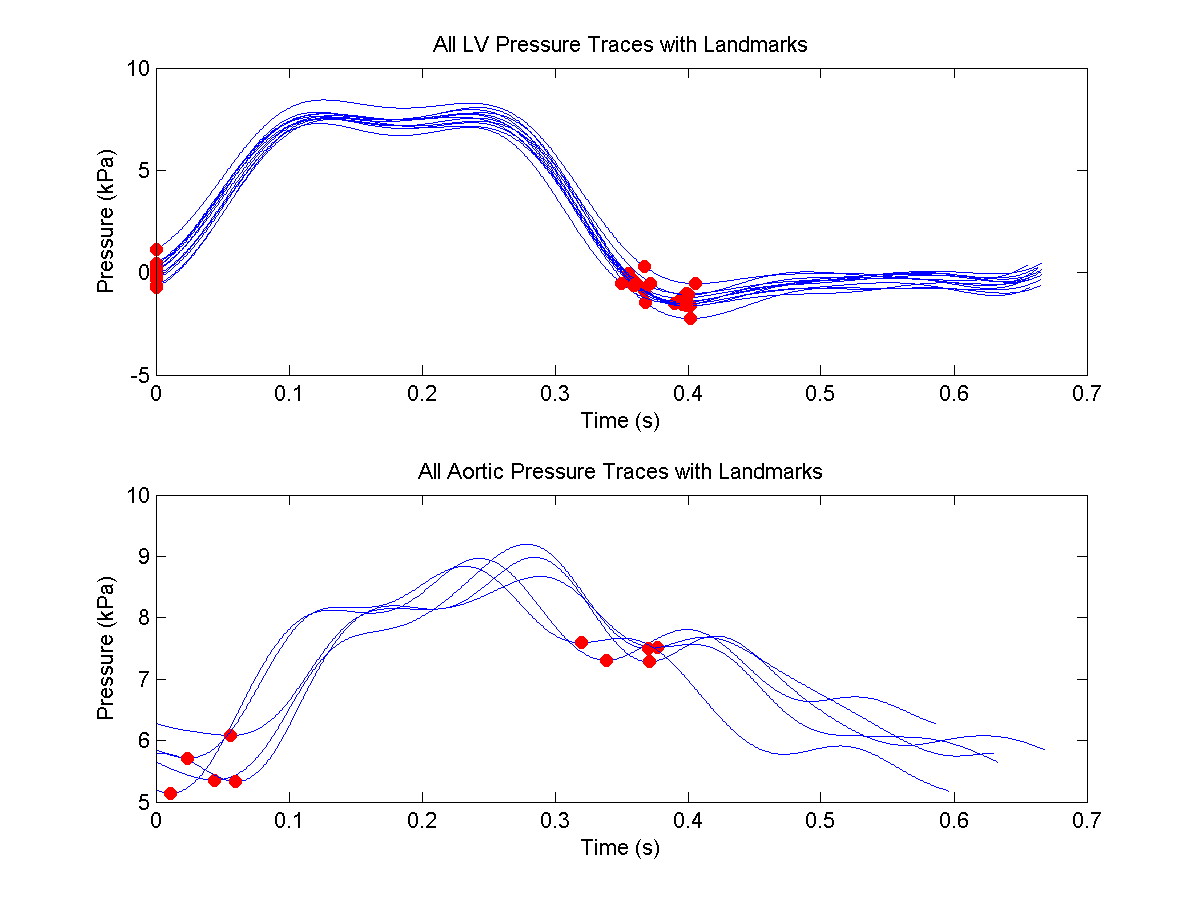 All LV Pressure Traces with Landmarks
10
5
0
-5
Pressure (kPa)
0 0.1 0.2 0.3 0.4 0.5 0.6 0.7
Time (s)
All Aortic Pressure Traces with Landmarks
10
9
8
7
6
5
Pressure (kPa)
0 0.1 0.2 0.3 0.4 0.5 0.6 0.7
Time (s)